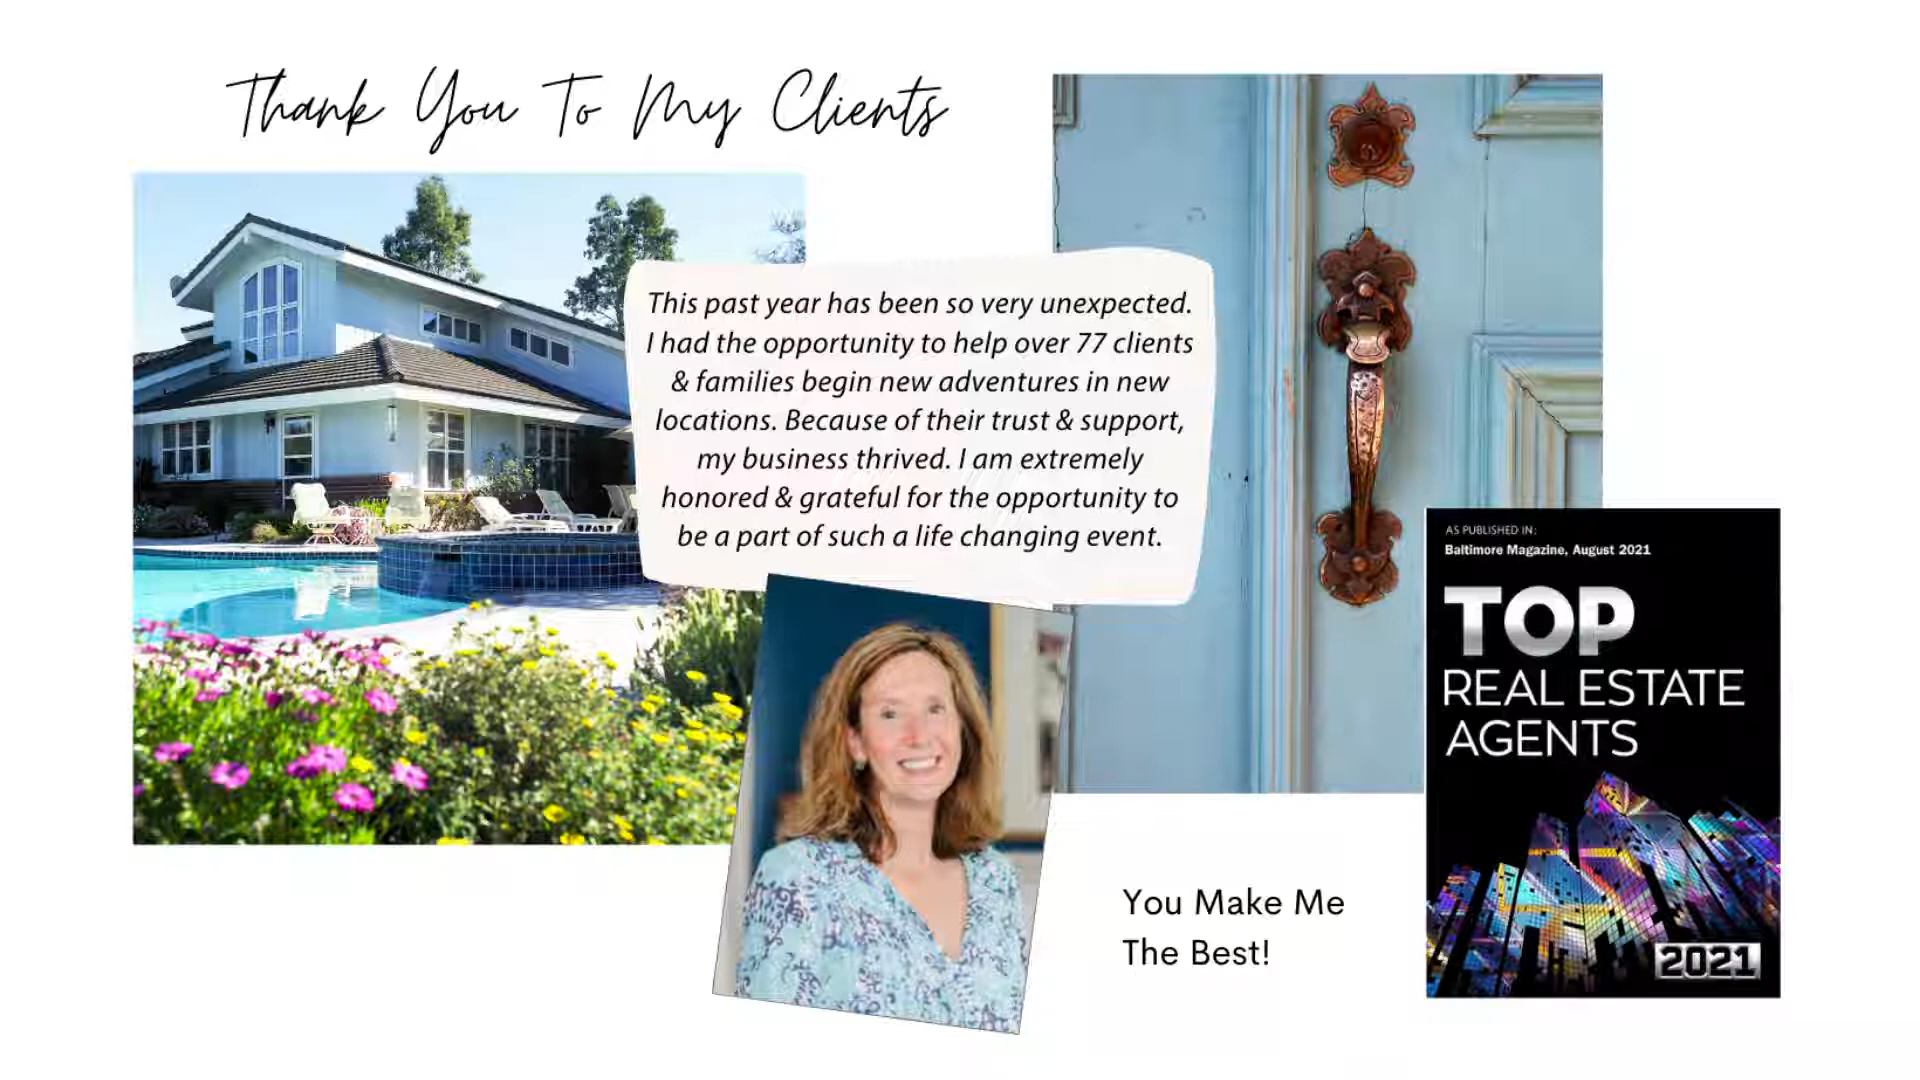 Thank You To My Clients
This past year has been so very unexpected.
I had the opportunity to help over 77 clients
& families begin new adventures in new
locations. Because of their trust & support,
my business thrived. I am extremely
honored & grateful for the opportunity to
be a part of such a life changing event.
AS PUBLISHED IN:
Baltimore Magazine, August 2021
TOP
REAL ESTATE
AGENTS
2021
You Make Me
The Best!